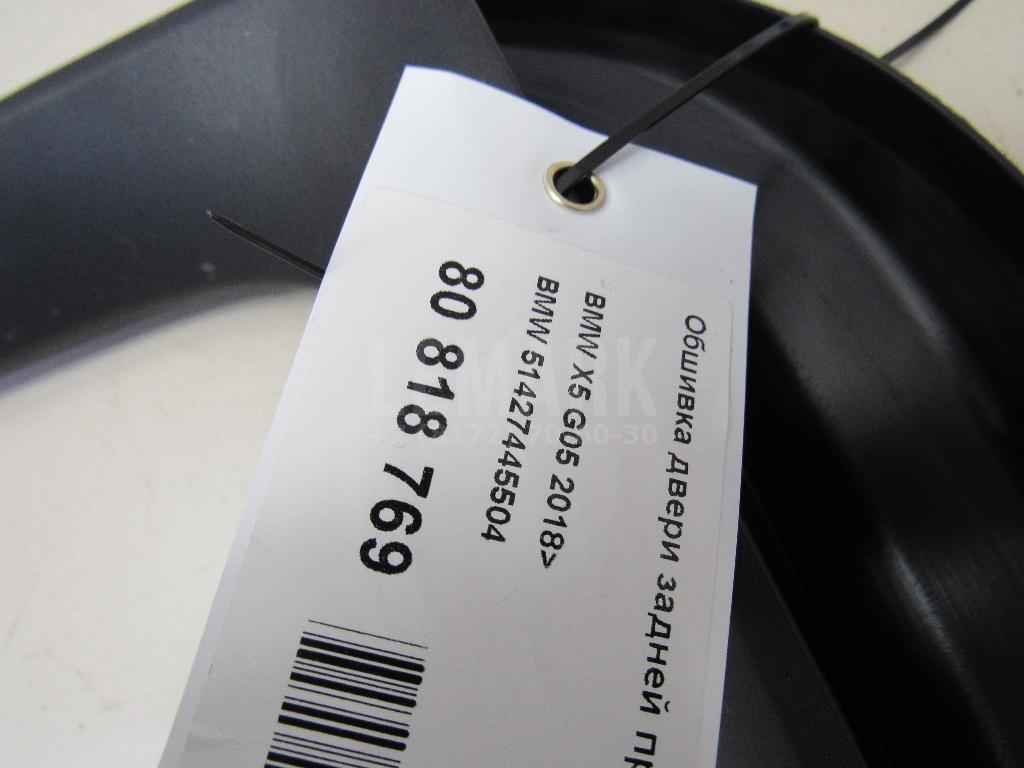 Обшивка двери задней пр
BMW X5 G05 2018>
BMW 51427445504
80 818 769